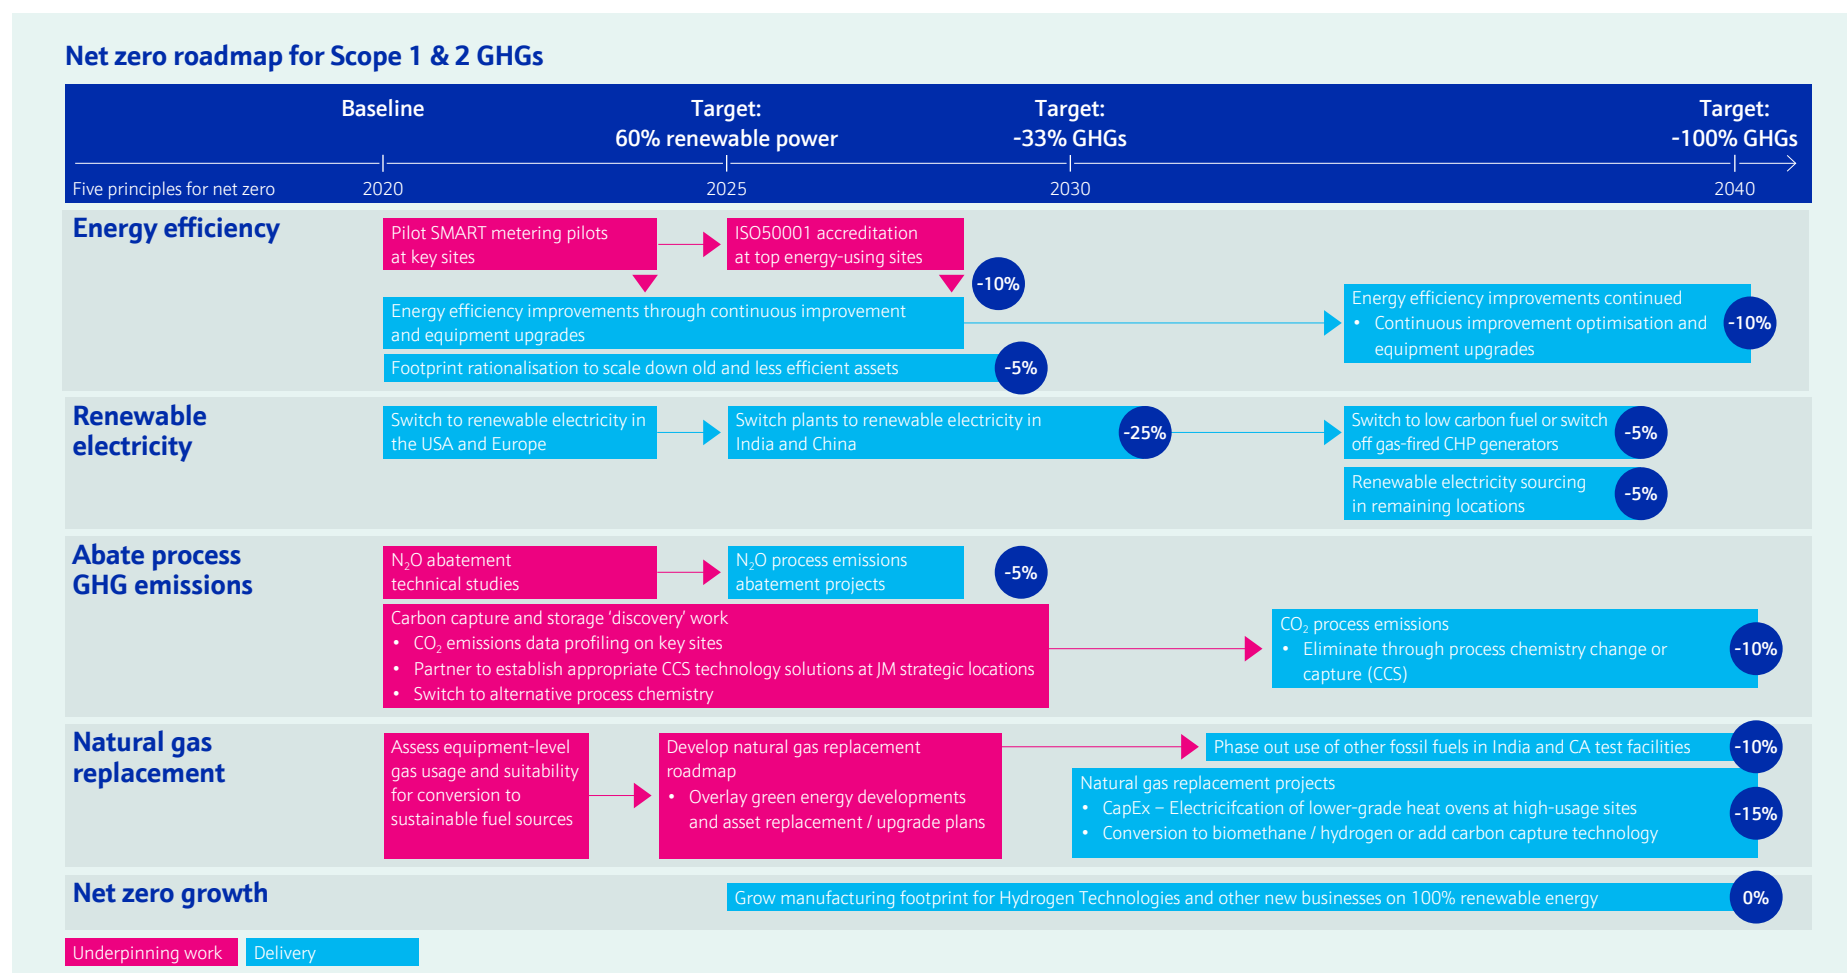 Net zero roadmap for Scope 1 & 2 GHGs
Baseline
Target:
60% renewable power
Target:
-33% GHGs
Target:
-100% GHGs
Five principles for net zero
2020
2025
2030
2040
Energy efficiency
Pilot SMART metering pilots
at key sites
ISO50001 accreditation
at top energy-using sites
-10%
Energy efficiency improvements through continuous improvement
and equipment upgrades
Energy efficiency improvements continued
• Continuous improvement optimisation and
equipment upgrades
-10%
Footprint rationalisation to scale down old and less efficient assets
-5%
Renewable
electricity
Switch to renewable electricity in
the USA and Europe
Switch plants to renewable electricity in
India and China
-25%
Switch to low carbon fuel or switch
off gas-fired CHP generators
-5%
Renewable electricity sourcing
in remaining locations
-5%
Abate process
GHG emissions
N₂O abatement
technical studies
N₂O process emissions
abatement projects
-5%
Carbon capture and storage ‘discovery’ work
• CO₂ emissions data profiling on key sites
• Partner to establish appropriate CCS technology solutions at JM strategic locations
• Switch to alternative process chemistry
CO₂ process emissions
• Eliminate through process chemistry change or
capture (CCS)
-10%
Natural gas
replacement
Assess equipment-level
gas usage and suitability
for conversion to
sustainable fuel sources
Develop natural gas replacement
roadmap
• Overlay green energy developments
and asset replacement / upgrade plans
Phase out use of other fossil fuels in India and CA test facilities
-10%
Natural gas replacement projects
• CapEx – Electricifcation of lower-grade heat ovens at high-usage sites
• Conversion to biomethane / hydrogen or add carbon capture technology
-15%
Net zero growth
Grow manufacturing footprint for Hydrogen Technologies and other new businesses on 100% renewable energy
0%
Underpinning work
Delivery